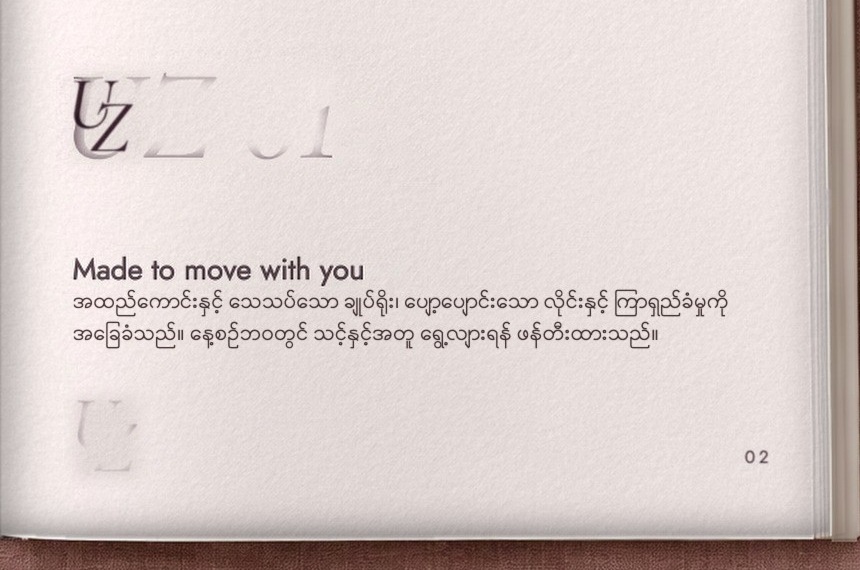 UZ
UZ 01
Made to move with you
အထည်ကောင်းနှင့် သေသပ်သော ချုပ်ရိုး၊ ပျော့ပျောင်းသော လိုင်းနှင့် ကြာရှည်ခံမှုကို
အခြေခံသည်။ နေ့စဉ်ဘဝတွင် သင့်နှင့်အတူ ရွေ့လျားရန် ဖန်တီးထားသည်။
UZ
02